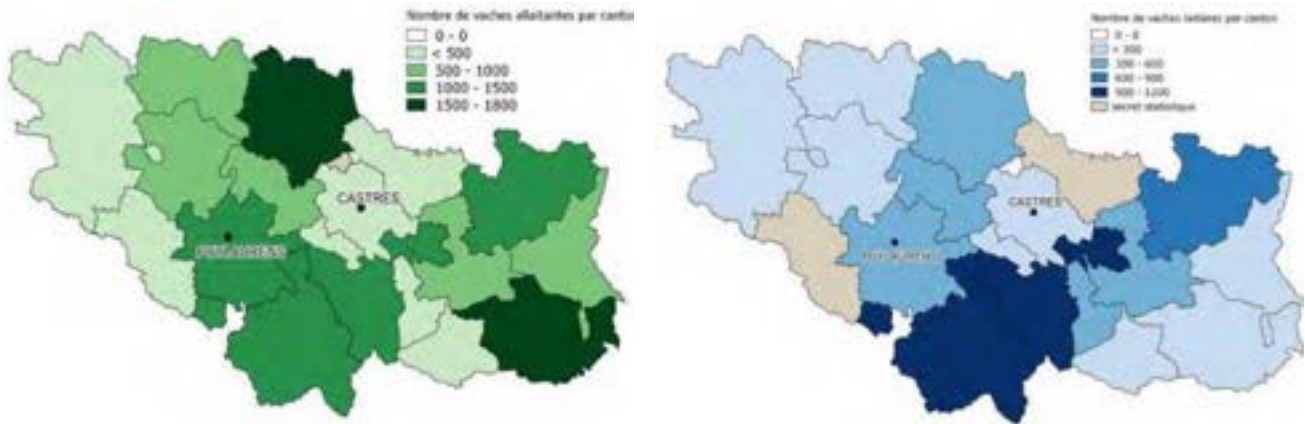 Nombre de vaches allaitantes par canton
0 - 0
< 500
500 - 1000
1000 - 1500
1500 - 1800
CASTRES
PUYLAURENS
Nombre de vaches laitières par canton
0 - 0
< 300
300 - 600
600 - 900
900 - 1200
secret statistique
CASTRES
PUYLAURENS